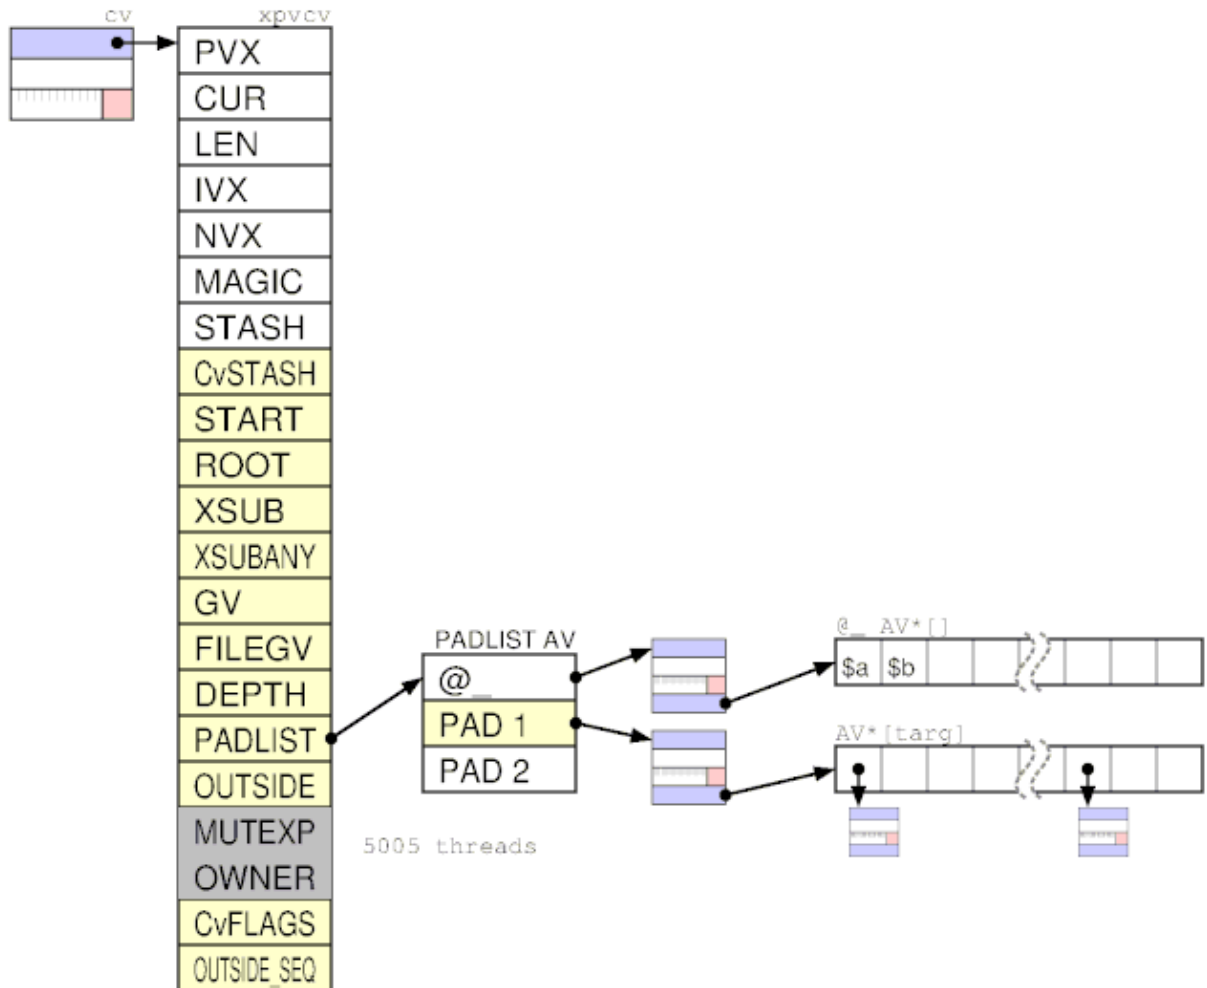 cv
xpvcv
PVX
CUR
LEN
IVX
NVX
MAGIC
STASH
CvSTASH
START
ROOT
XSUB
XSUBANY
GV
FILEGV
DEPTH
PADLIST
OUTSIDE
MUTEXP
OWNER
CvFLAGS
OUTSIDE_SEQ
PADLIST AV
@_
PAD 1
PAD 2
5005 threads
@_ AV*[]
$a $b
AV*[targ]